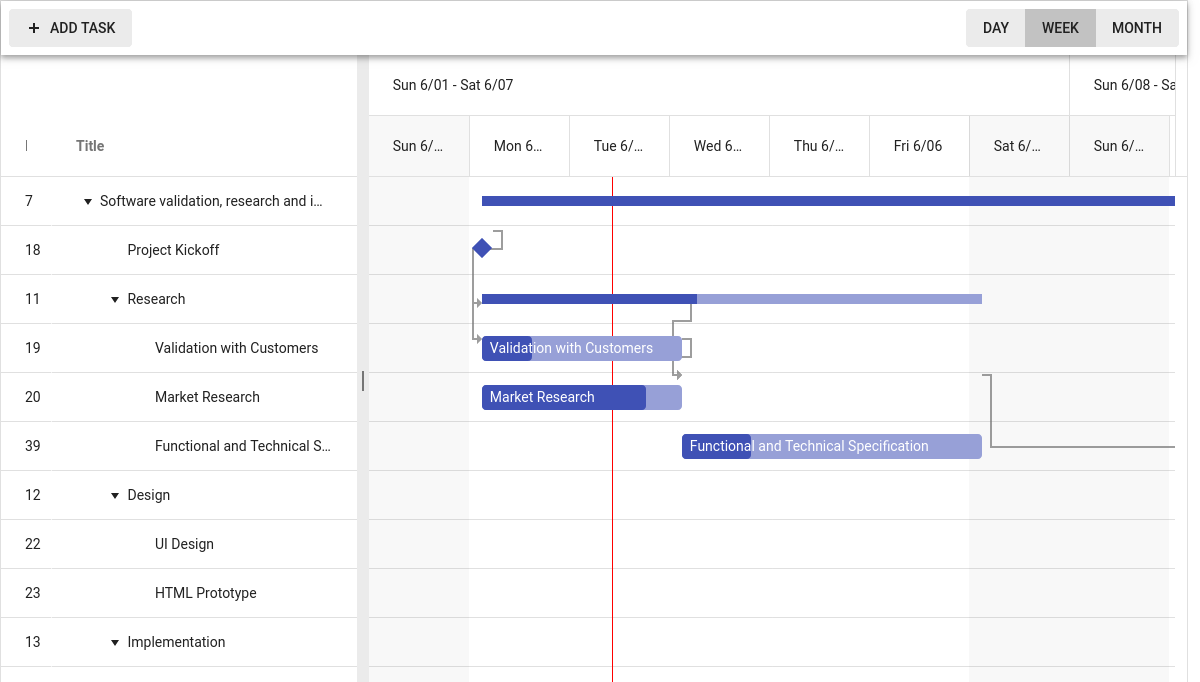 + ADD TASK
DAY WEEK MONTH
Sun 6/01 - Sat 6/07
Sun 6/08 - Sa
I Title
Sun 6/...
Mon 6...
Tue 6/...
Wed 6...
Thu 6/...
Fri 6/06
Sat 6/...
Sun 6/...
7 Software validation, research and i...
18 Project Kickoff
11 Research
19 Validation with Customers
Validation with Customers
20 Market Research
Market Research
39 Functional and Technical S...
Functional and Technical Specification
12 Design
22 UI Design
23 HTML Prototype
13 Implementation